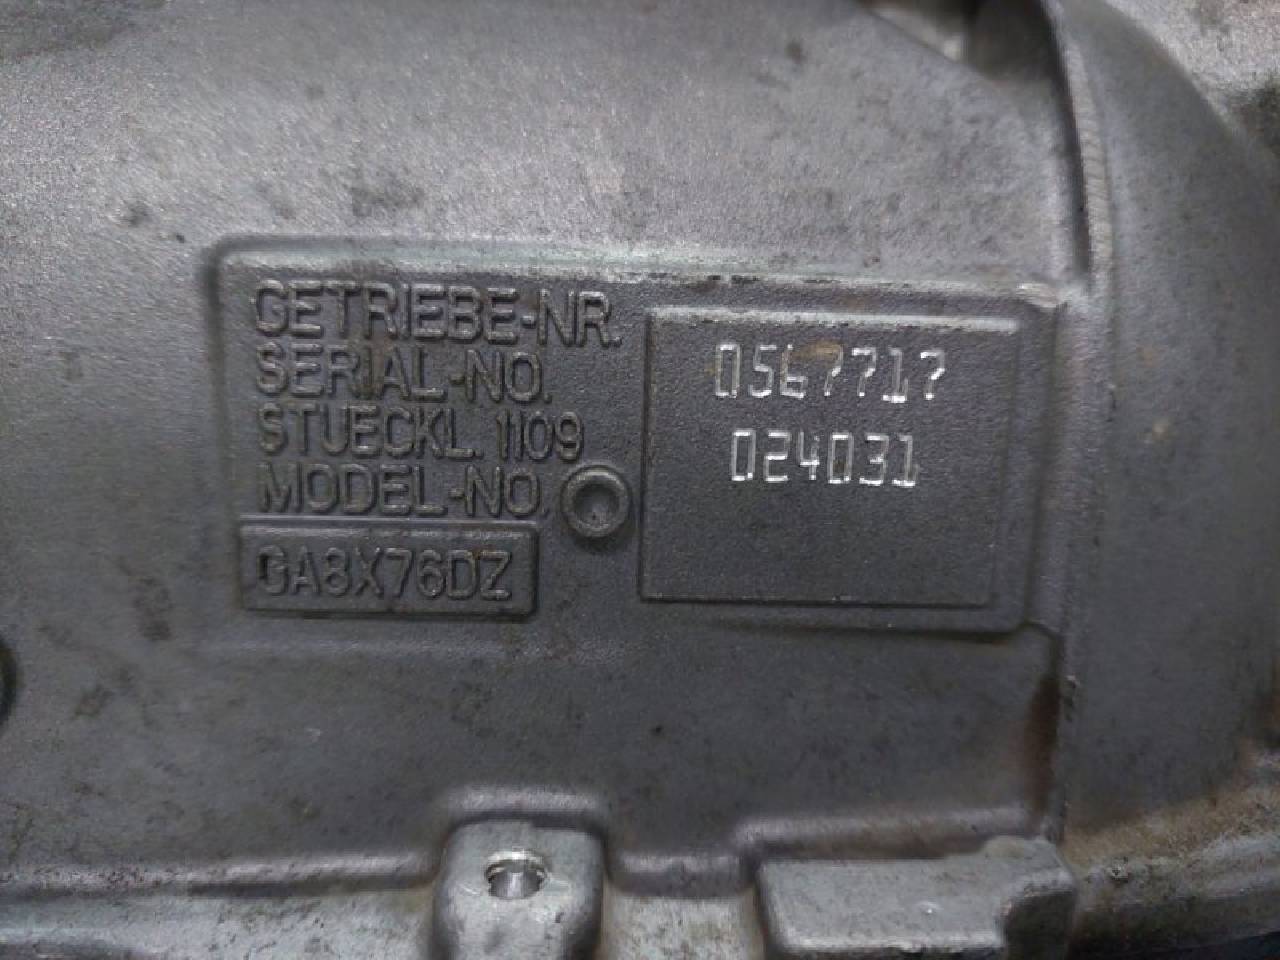 GETRIEBE-NR.
SERIAL-NO.
STUECKL. 1109
MODEL-NO.
GA8X76DZ
0567717
024031